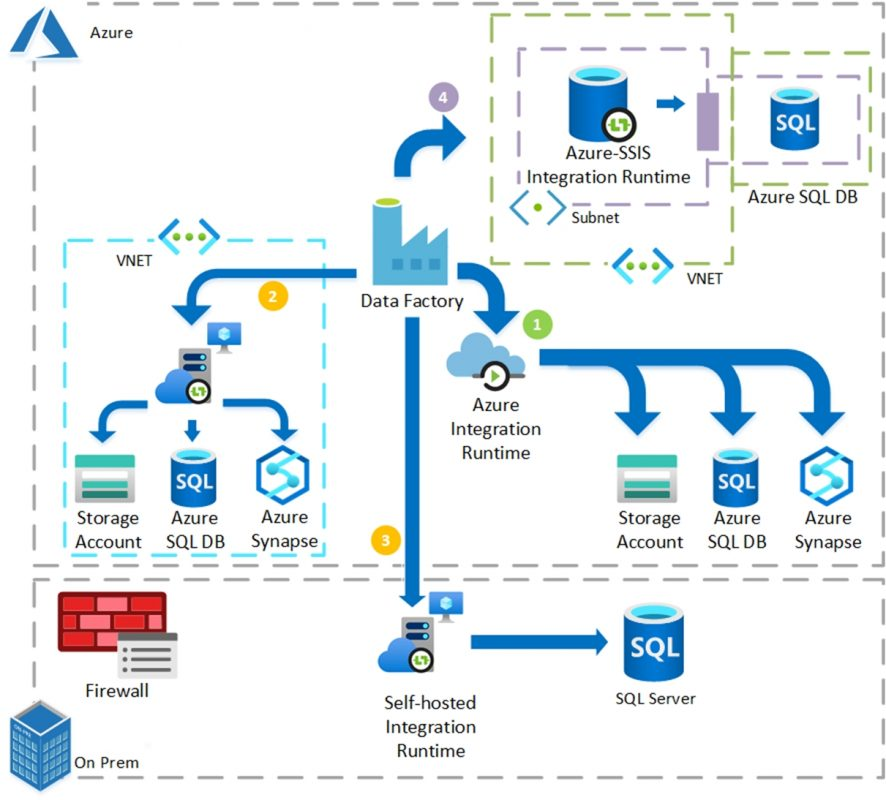 Azure
4
SQL
Azure-SSIS
Integration Runtime
Azure SQL DB
Subnet
VNET
VNET
2
Data Factory
1
Azure
Integration
Runtime
SQL
Storage
Account
Azure
SQL DB
Azure
Synapse
SQL
Storage
Account
Azure
SQL DB
Azure
Synapse
3
Firewall
Self-hosted
Integration
Runtime
SQL
SQL Server
ON-PRE
On Prem